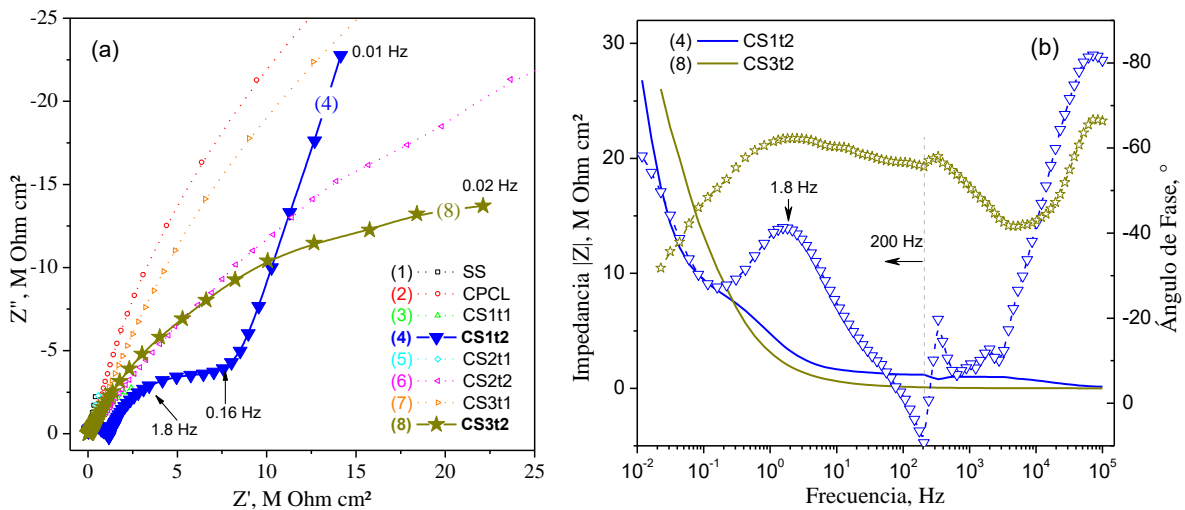 (a)
-25
-20
-15
-10
-5
0
Z'', M Ohm cm²
0
5
10
15
20
25
Z', M Ohm cm²
0.01 Hz
(4)
0.02 Hz
(8)
0.16 Hz
1.8 Hz
(1) SS
(2) CPCL
(3) CS1t1
(4) CS1t2
(5) CS2t1
(6) CS2t2
(7) CS3t1
(8) CS3t2
(b)
(4) CS1t2
(8) CS3t2
30
20
10
0
Impedancia |Z|, M Ohm cm²
1.8 Hz
200 Hz
-80
-60
-40
-20
0
Ángulo de Fase, °
10⁻²
10⁻¹
10⁰
10¹
10²
10³
10⁴
10⁵
Frecuencia, Hz